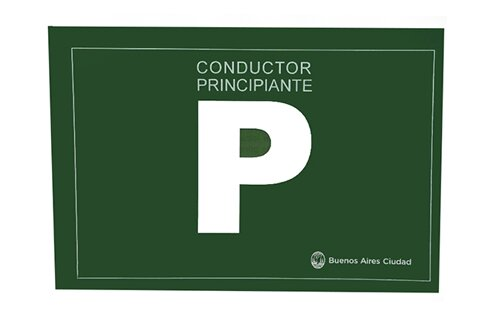 CONDUCTOR
PRINCIPIANTE
P
Buenos Aires Ciudad